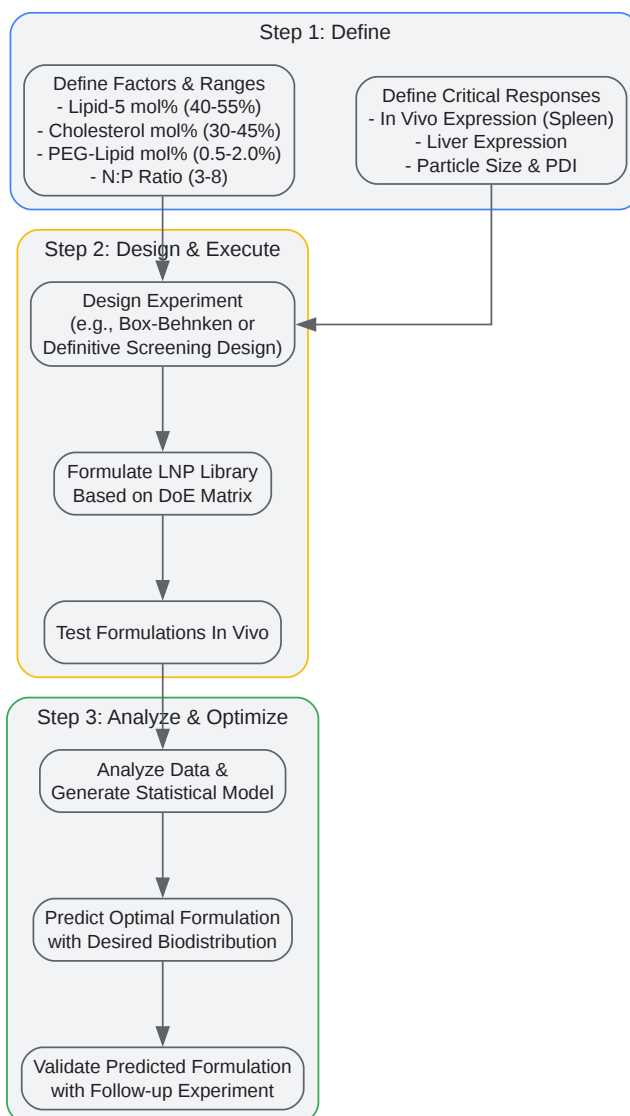 Step 1: Define
Define Factors & Ranges
- Lipid-5 mol% (40-55%)
- Cholesterol mol% (30-45%)
- PEG-Lipid mol% (0.5-2.0%)
- N:P Ratio (3-8)
Define Critical Responses
- In Vivo Expression (Spleen)
- Liver Expression
- Particle Size & PDI
Step 2: Design & Execute
Design Experiment
(e.g., Box-Behnken or
Definitive Screening Design)
Formulate LNP Library
Based on DoE Matrix
Test Formulations In Vivo
Step 3: Analyze & Optimize
Analyze Data &
Generate Statistical Model
Predict Optimal Formulation
with Desired Biodistribution
Validate Predicted Formulation
with Follow-up Experiment